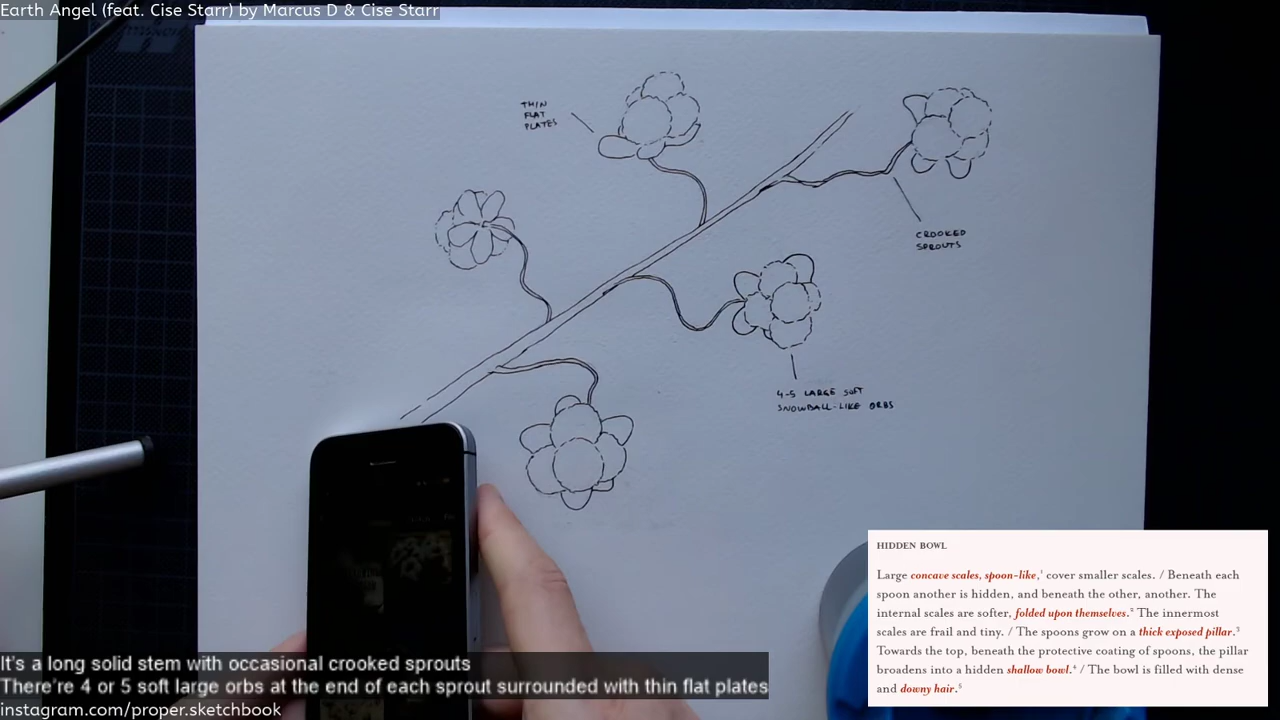 Earth Angel (feat. Cise Starr) by Marcus D & Cise Starr
THIN
FLAT
PLATES
CROOKED
SPROUTS
4-5 LARGE SOFT
SNOWBALL-LIKE ORBS
HIDDEN BOWL
Large concave scales, spoon-like,¹ cover smaller scales. / Beneath each
spoon another is hidden, and beneath the other, another. The
internal scales are softer, folded upon themselves.² The innermost
scales are frail and tiny. / The spoons grow on a thick exposed pillar.³
Towards the top, beneath the protective coating of spoons, the pillar
broadens into a hidden shallow bowl.⁴ / The bowl is filled with dense
and downy hair.⁵
It's a long solid stem with occasional crooked sprouts
There're 4 or 5 soft large orbs at the end of each sprout surrounded with thin flat plates
instagram.com/proper.sketchbook